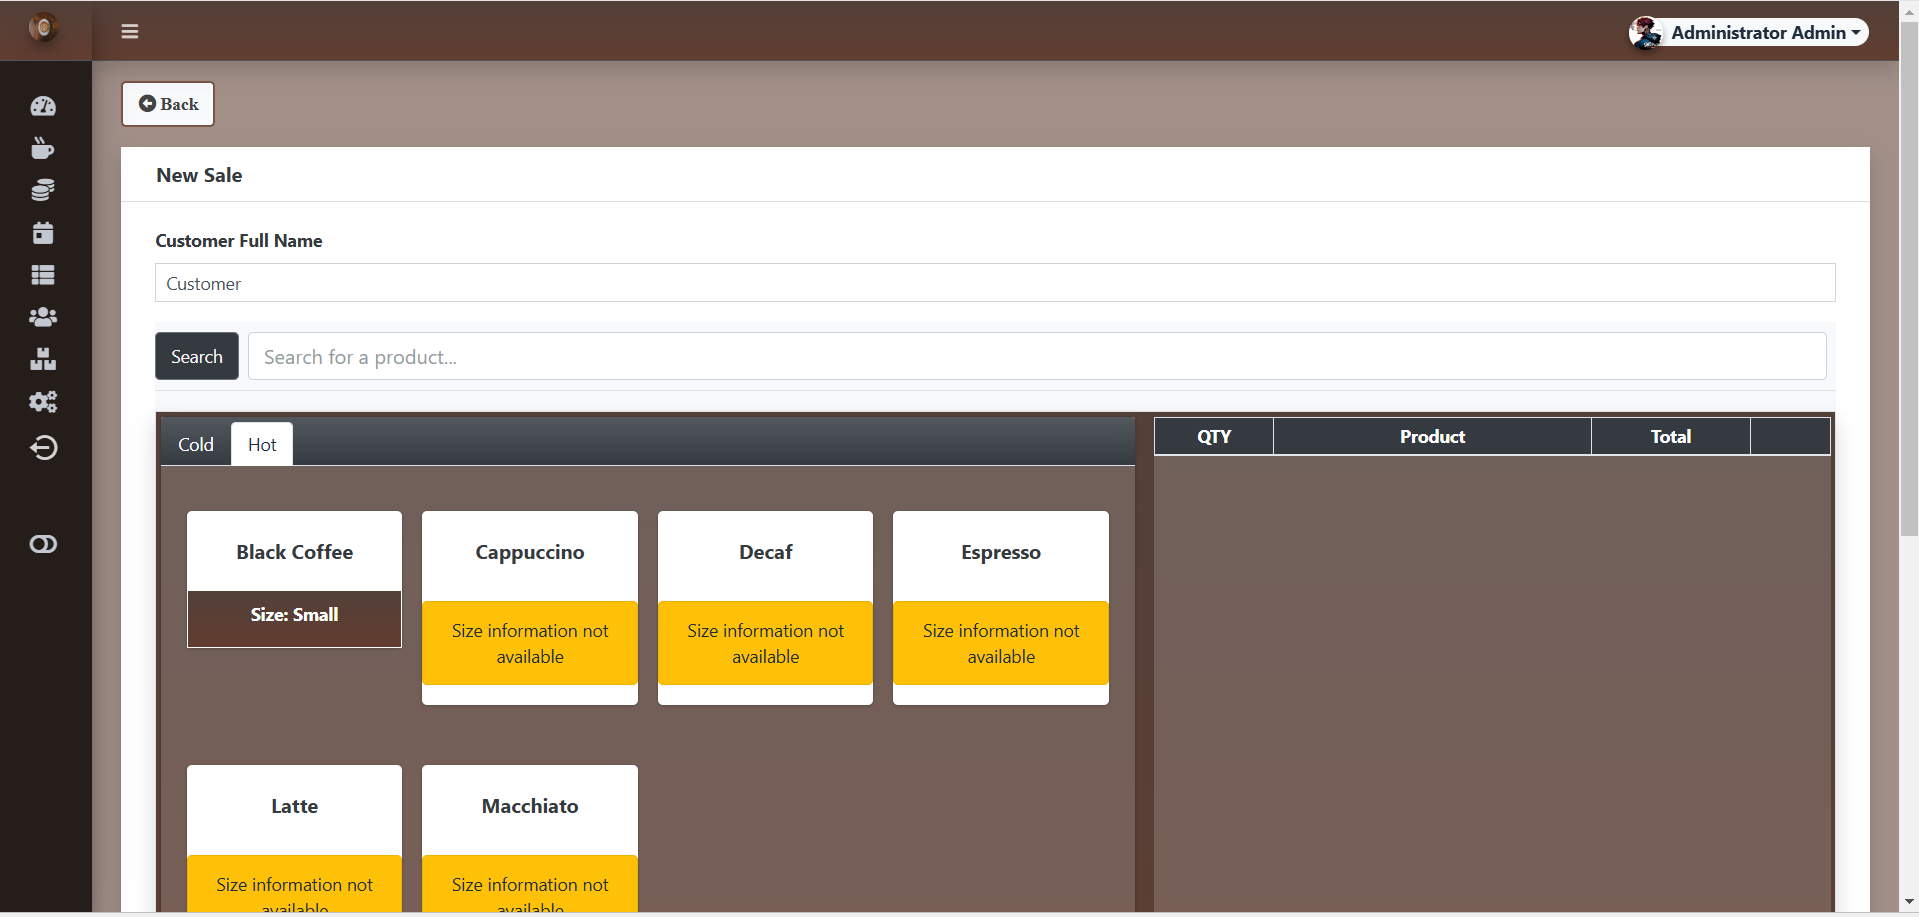 Administrator Admin
Back
New Sale
Customer Full Name
Customer
Search
Search for a product...
Cold
Hot
QTY
Product
Total
Black Coffee
Size: Small
Cappuccino
Size information not
available
Decaf
Size information not
available
Espresso
Size information not
available
Latte
Size information not
available
Macchiato
Size information not
available